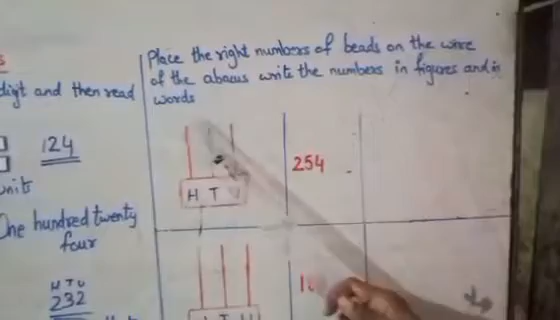 s
digit and then read
124
units
One hundred twenty
four
H T U
232
Place the right numbers of beads on the wire
of the abacus write the numbers in figures and in
words
H T U
254
H T U